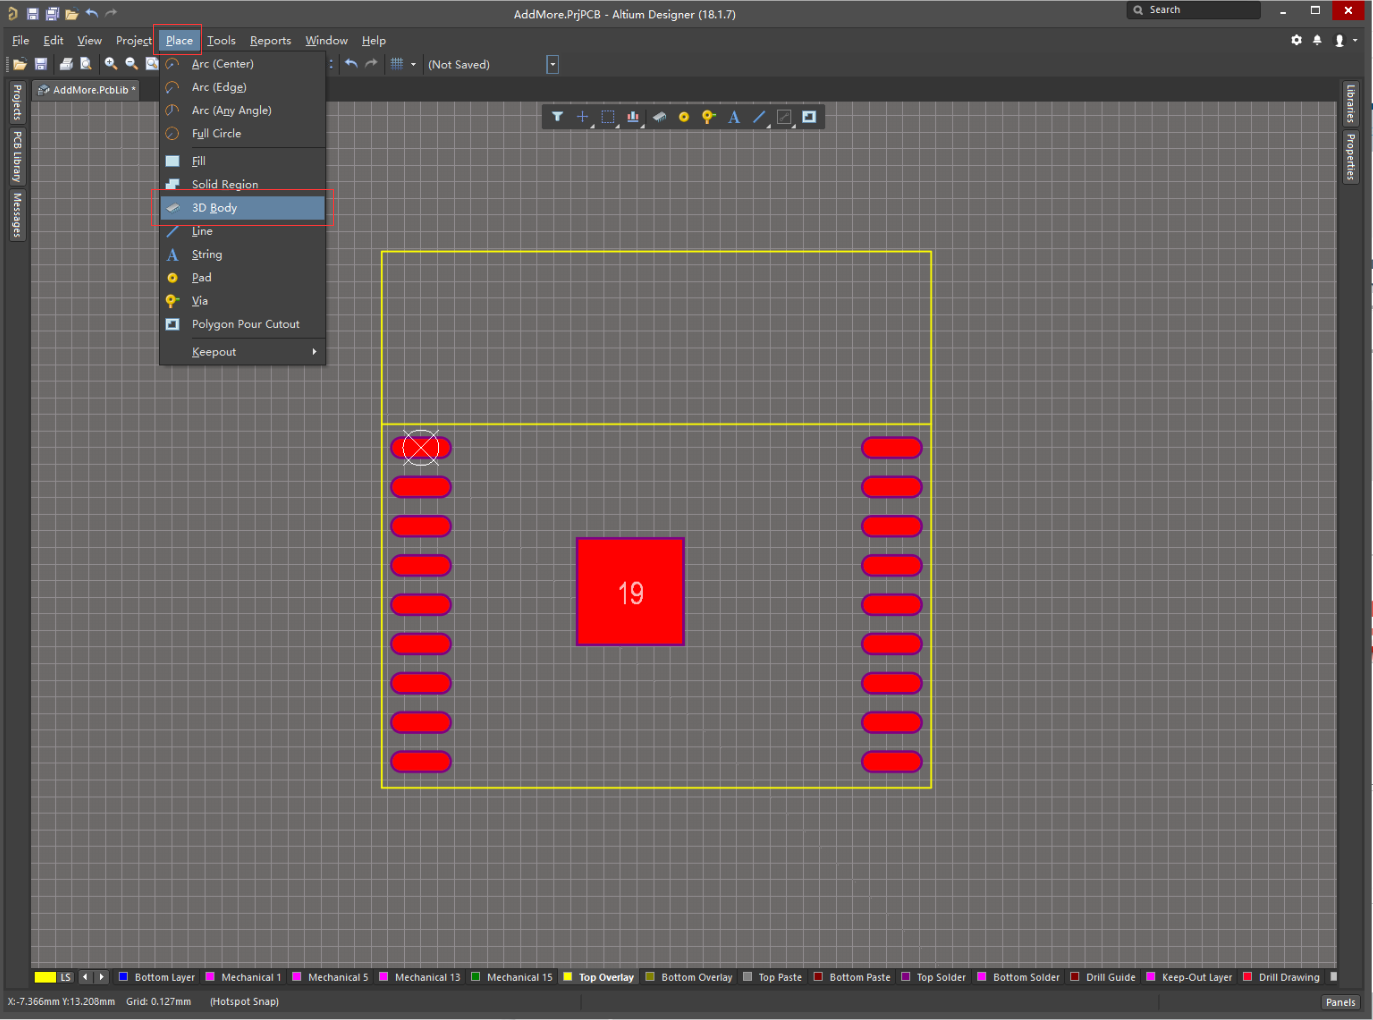 AddMore.PrjPCB - Altium Designer (18.1.7)
Search
File Edit View Project Place Tools Reports Window Help
(Not Saved)
AddMore.PcbLib *
Projects
PCB Library
Messages
Libraries
Properties
Arc (Center)
Arc (Edge)
Arc (Any Angle)
Full Circle
Fill
Solid Region
3D Body
Line
String
Pad
Via
Polygon Pour Cutout
Keepout
19
LS Bottom Layer Mechanical 1 Mechanical 5 Mechanical 13 Mechanical 15 Top Overlay Bottom Overlay Top Paste Bottom Paste Top Solder Bottom Solder Drill Guide Keep-Out Layer Drill Drawing
X:-7.366mm Y:13.208mm Grid: 0.127mm (Hotspot Snap)
Panels